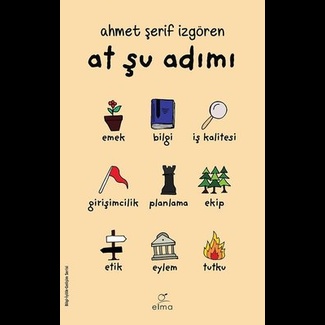 ahmet şerif izgören
at şu adımı
emek bilgi iş kalitesi
girişimcilik planlama ekip
etik eylem tutku
elma